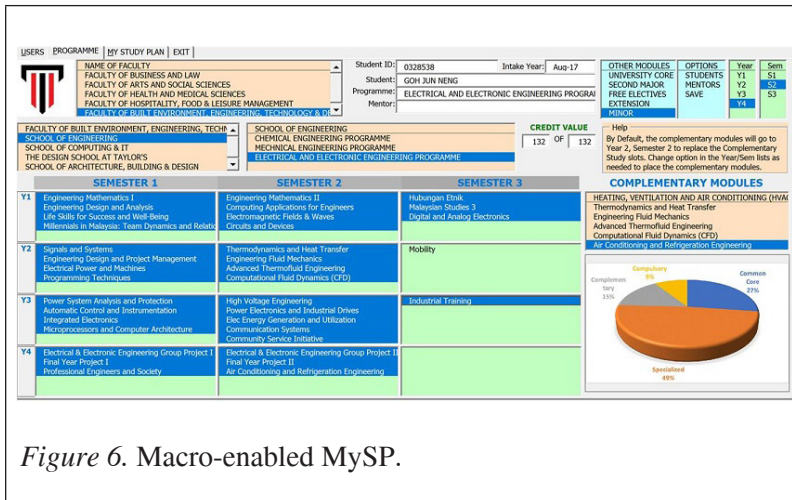 USERS PROGRAMME MY STUDY PLAN EXIT
NAME OF FACULTY
FACULTY OF BUSINESS AND LAW
FACULTY OF ARTS AND SOCIAL SCIENCES
FACULTY OF HEALTH AND MEDICAL SCIENCES
FACULTY OF HOSPITALITY, FOOD & LEISURE MANAGEMENT
FACULTY OF BUILT ENVIRONMENT, ENGINEERING, TECHNOLOGY & DE
Student ID: 0328538 Intake Year: Aug-17
Student: GOH JUN NENG
Programme: ELECTRICAL AND ELECTRONIC ENGINEERING PROGRAI
Mentor:
OTHER MODULES
UNIVERSITY CORE
SECOND MAJOR
FREE ELECTIVES
EXTENSION
MINOR
OPTIONS
STUDENTS
MENTORS
SAVE
Year
Y1
Y2
Y3
Y4
Sem
S1
S2
S3
FACULTY OF BUILT ENVIRONMENT, ENGINEERING, TECHN
SCHOOL OF ENGINEERING
SCHOOL OF COMPUTING & IT
THE DESIGN SCHOOL AT TAYLOR'S
SCHOOL OF ARCHITECTURE, BUILDING & DESIGN
SCHOOL OF ENGINEERING
CHEMICAL ENGINEERING PROGRAMME
MECHNICAL ENGINEERING PROGRAMME
ELECTRICAL AND ELECTRONIC ENGINEERING PROGRAMME
CREDIT VALUE
132 OF 132
Help
By Default, the complementary modules will go to
Year 2, Semester 2 to replace the Complementary
Study slots. Change option in the Year/Sem lists as
needed to place the complementary modules.
SEMESTER 1 SEMESTER 2 SEMESTER 3
Y1
Engineering Mathematics I
Engineering Design and Analysis
Life Skills for Success and Well-Being
Millennials in Malaysia: Team Dynamics and Relatic
Engineering Mathematics II
Computing Applications for Engineers
Electromagnetic Fields & Waves
Circuits and Devices
Hubungan Etnik
Malaysian Studies 3
Digital and Analog Electronics
Y2
Signals and Systems
Engineering Design and Project Management
Electrical Power and Machines
Programming Techniques
Thermodynamics and Heat Transfer
Engineering Fluid Mechanics
Advanced Thermofluid Engineering
Computational Fluid Dynamics (CFD)
Mobility
Y3
Power System Analysis and Protection
Automatic Control and Instrumentation
Integrated Electronics
Microprocessors and Computer Architecture
High Voltage Engineering
Power Electronics and Industrial Drives
Elec Energy Generation and Utilization
Communication Systems
Community Service Initiative
Industrial Training
Y4
Electrical & Electronic Engineering Group Project I
Final Year Project I
Professional Engineers and Society
Electrical & Electronic Engineering Group Project II
Final Year Project II
Air Conditioning and Refrigeration Engineering
COMPLEMENTARY MODULES
HEATING, VENTILATION AND AIR CONDITIONING (HVAC
Thermodynamics and Heat Transfer
Engineering Fluid Mechanics
Advanced Thermofluid Engineering
Computational Fluid Dynamics (CFD)
Air Conditioning and Refrigeration Engineering
Compulsory
9%
Complemen
tary
15%
Common
Core
27%
Specialized
49%
Figure 6. Macro-enabled MySP.